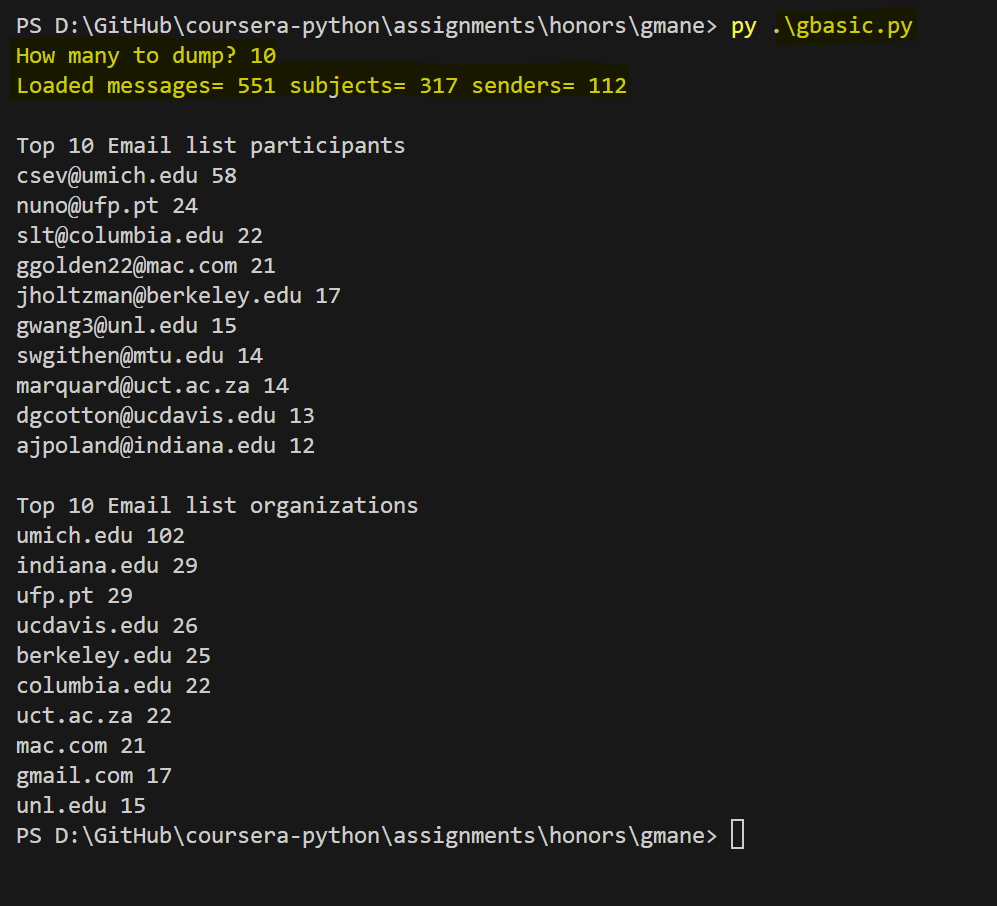 PS D:\GitHub\coursera-python\assignments\honors\gmane> py .\gbasic.py
How many to dump? 10
Loaded messages= 551 subjects= 317 senders= 112
Top 10 Email list participants
csev@umich.edu 58
nuno@ufp.pt 24
slt@columbia.edu 22
ggolden22@mac.com 21
jholtzman@berkeley.edu 17
gwang3@unl.edu 15
swgithen@mtu.edu 14
marquard@uct.ac.za 14
dgcotton@ucdavis.edu 13
ajpoland@indiana.edu 12
Top 10 Email list organizations
umich.edu 102
indiana.edu 29
ufp.pt 29
ucdavis.edu 26
berkeley.edu 25
columbia.edu 22
uct.ac.za 22
mac.com 21
gmail.com 17
unl.edu 15
PS D:\GitHub\coursera-python\assignments\honors\gmane>